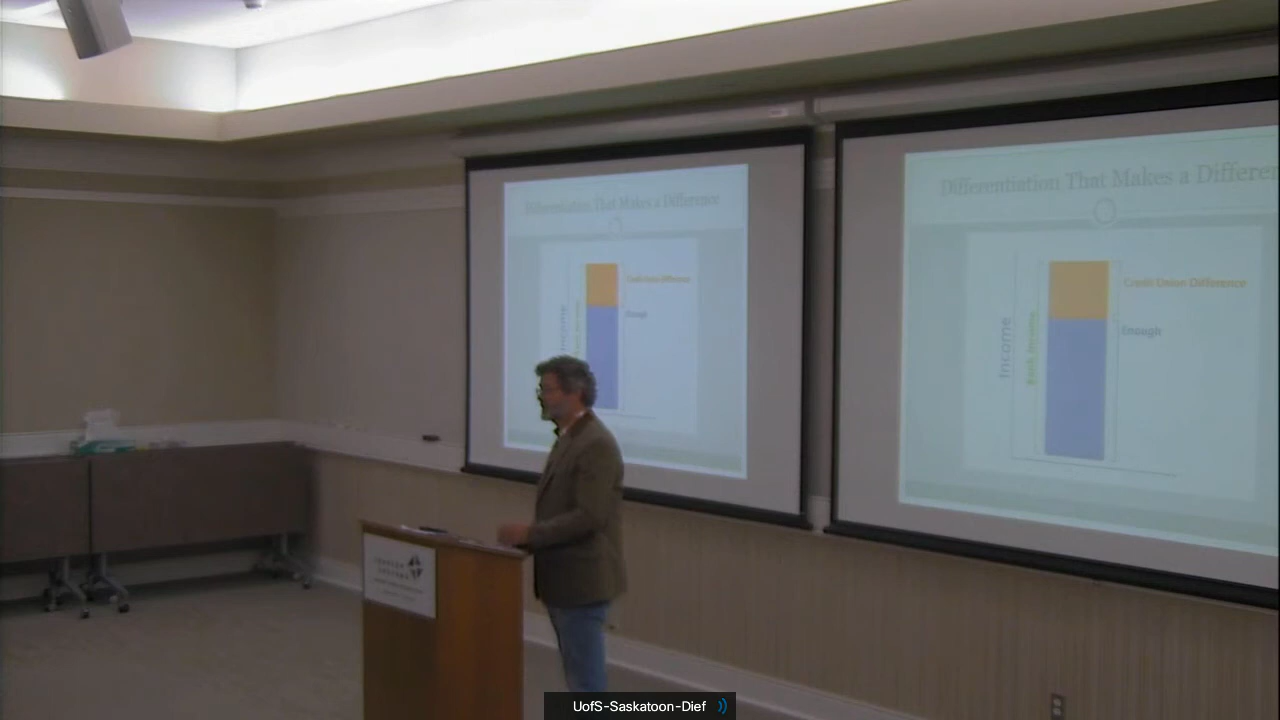 Differentiation That Makes a Difference
Credit Union Difference
Enough
Income
Differentiation That Makes a Differen
Credit Union Difference
Enough
Income
UofS-Saskatoon-Dief